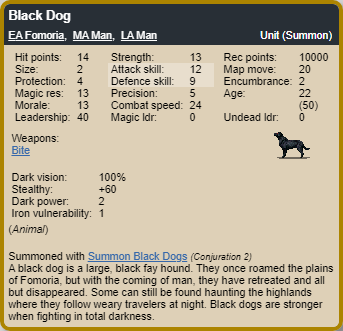 Black Dog
EA Fomoria, MA Man, LA Man Unit (Summon)
Hit points: 14 Strength: 13 Rec points: 10000
Size: 2 Attack skill: 12 Map move: 20
Protection: 4 Defence skill: 9 Encumbrance: 2
Magic res: 13 Precision: 5 Age: 22
Morale: 13 Combat speed: 24 (50)
Leadership: 40 Magic ldr: 0 Undead ldr: 0
Weapons:
Bite
Dark vision: 100%
Stealthy: +60
Dark power: 2
Iron vulnerability: 1
(Animal)
Summoned with Summon Black Dogs (Conjuration 2)
A black dog is a large, black fay hound. They once roamed the plains
of Fomoria, but with the coming of man, they have retreated and all
but disappeared. Some can still be found haunting the highlands
where they follow weary travelers at night. Black dogs are stronger
when fighting in total darkness.